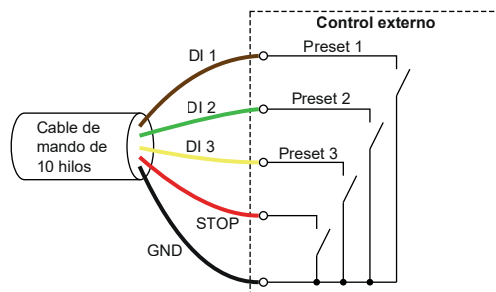 Control externo
DI 1
Preset 1
DI 2
Preset 2
Cable de
mando de
10 hilos
DI 3
Preset 3
STOP
GND